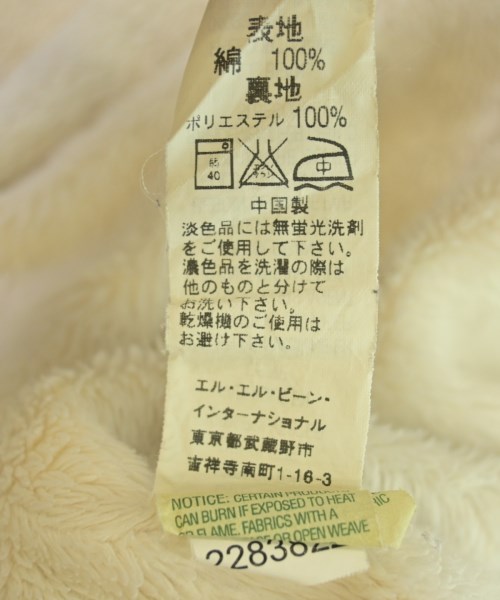 表地
綿 100%
裏地
ポリエステル 100%
40
中
中国製
淡色品には無蛍光洗剤
をご使用して下さい。
濃色品を洗濯の際は
他のものと分けて
お洗い下さい。
乾燥機のご使用は
お避け下さい。
エル・エル・ビーン・
インターナショナル
東京都武蔵野市
吉祥寺南町1-16-3
NOTICE: CERTAIN
CAN BURN IF EXPOSED TO HEAT
FLAME. FABRICS WITH A
OR OPEN WEAVE